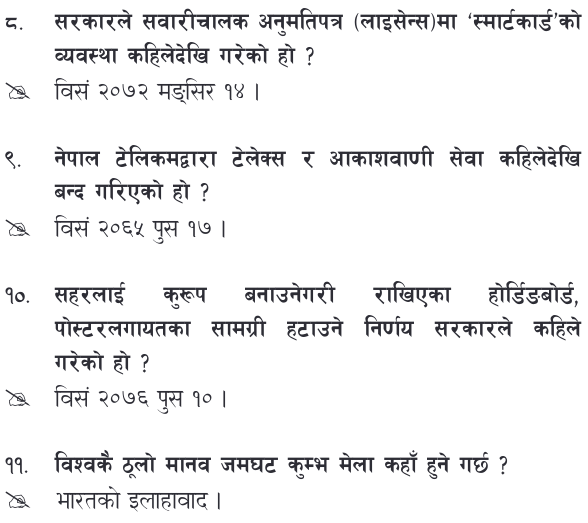 ८. सरकारले सवारीचालक अनुमतिपत्र (लाइसेन्स)मा ‘स्मार्टकार्ड’को
व्यवस्था कहिलेदेखि गरेको हो ?
विसं २०७२ मङ्सिर १४ ।
९. नेपाल टेलिकमद्वारा टेलेक्स र आकाशवाणी सेवा कहिलेदेखि
बन्द गरिएको हो ?
विसं २०६५ पुस १७ ।
१०. सहरलाई कुरूप बनाउनेगरी राखिएका होर्डिङबोर्ड,
पोस्टरलगायतका सामग्री हटाउने निर्णय सरकारले कहिले
गरेको हो ?
विसं २०७६ पुस १० ।
११. विश्वकै ठूलो मानव जमघट कुम्भ मेला कहाँ हुने गर्छ ?
भारतको इलाहावाद ।